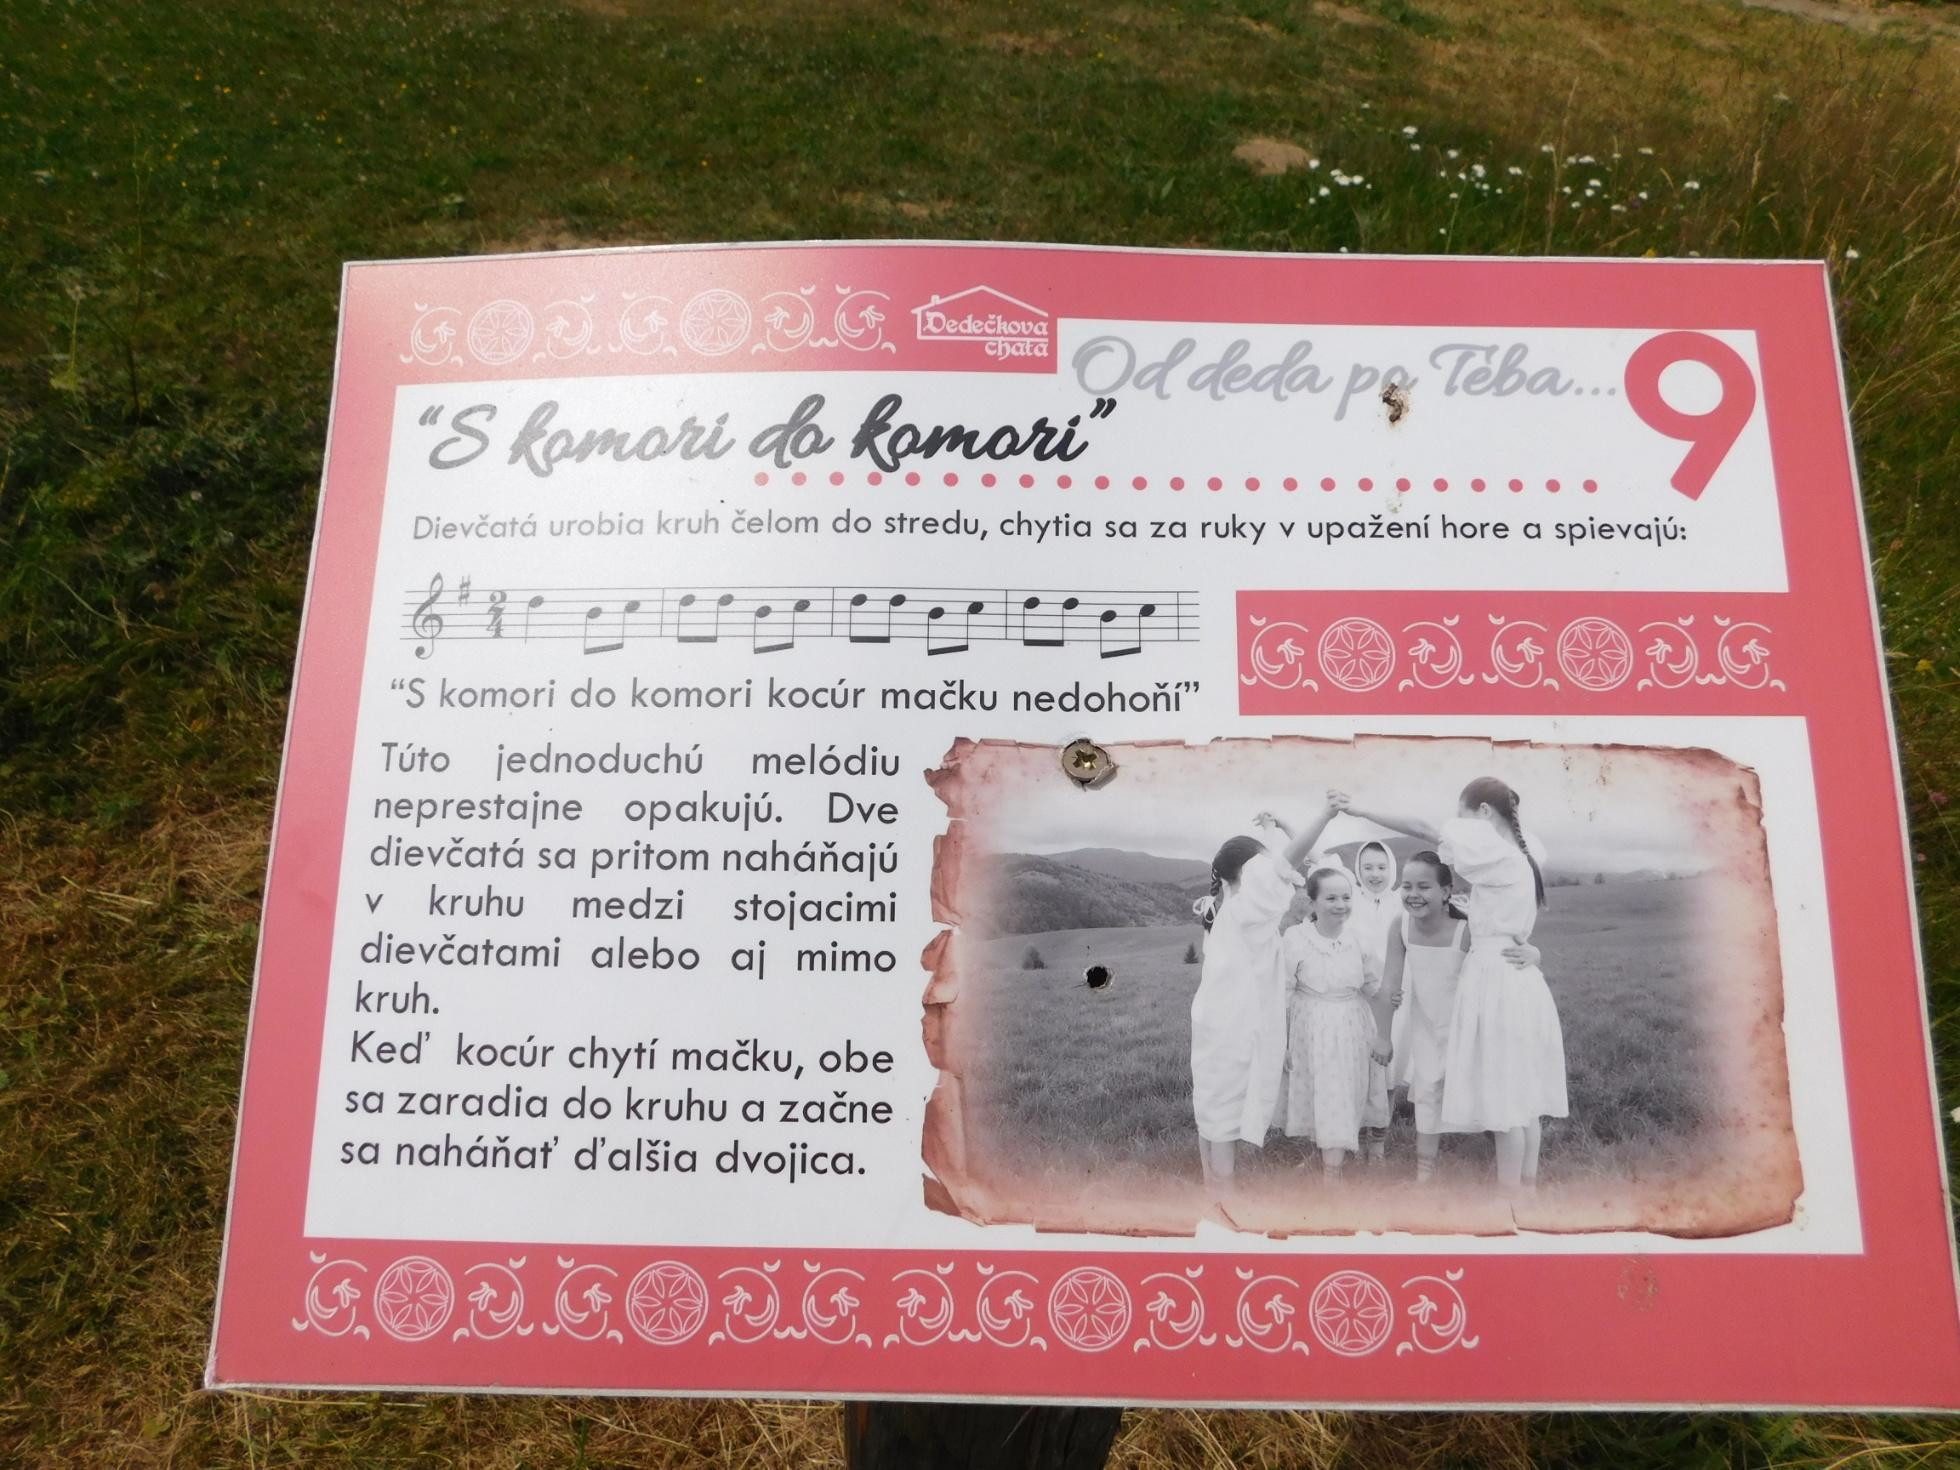 Dedečkova
chata
Od deda po Teba...
9
“S komori do komori”
Dievčatá urobia kruh čelom do stredu, chytia sa za ruky v upažení hore a spievajú:
2
4
“S komori do komori kocúr mačku nedohoňí”
Túto jednoduchú melódiu
neprestajne opakujú. Dve
dievčatá sa pritom naháňajú
v kruhu medzi stojacimi
dievčatami alebo aj mimo
kruh.
Keď kocúr chytí mačku, obe
sa zaradia do kruhu a začne
sa naháňať ďalšia dvojica.